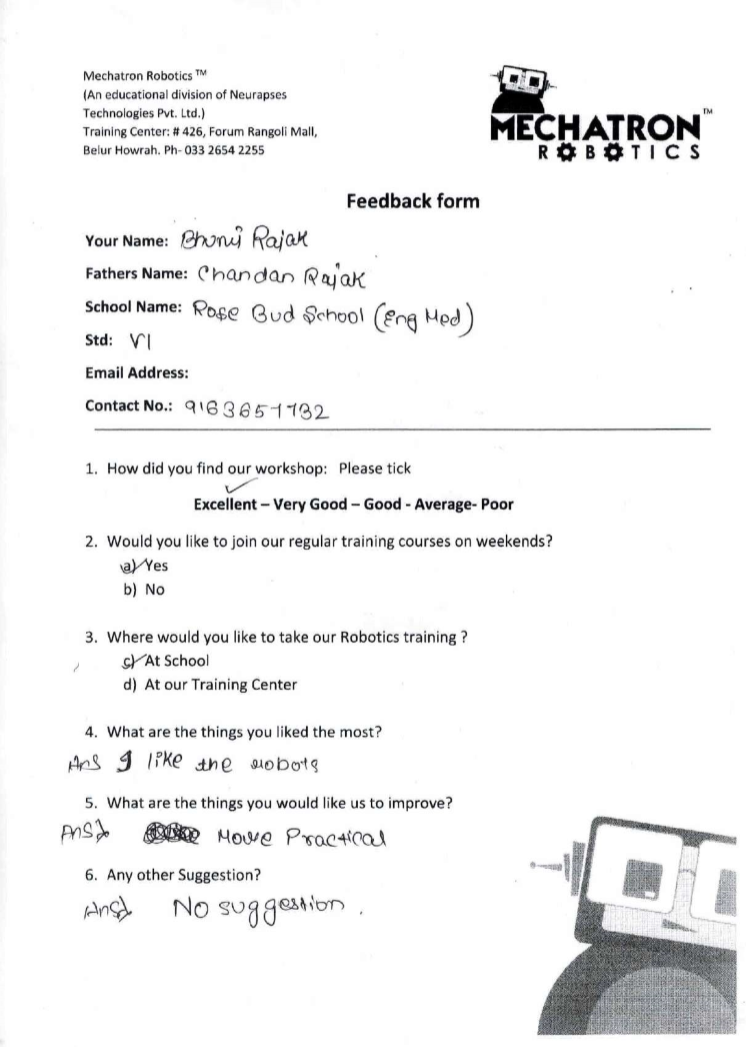 Mechatron Robotics ™
(An educational division of Neurapses
Technologies Pvt. Ltd.)
Training Center: # 426, Forum Rangoli Mall,
Belur Howrah. Ph- 033 2654 2255
MECHATRON™
ROBOTICS
Feedback form
Your Name: Rajak
Fathers Name: Chandan Rajak
School Name: Rose Bud School (Eng Med)
Std: VI
Email Address:
Contact No.:
1. How did you find our workshop: Please tick
Excellent – Very Good – Good - Average- Poor
2. Would you like to join our regular training courses on weekends?
a) Yes
b) No
3. Where would you like to take our Robotics training ?
c) At School
d) At our Training Center
4. What are the things you liked the most?
Ans I like the robots
5. What are the things you would like us to improve?
Ans) More Practical
6. Any other Suggestion?
Ans) No suggestion.